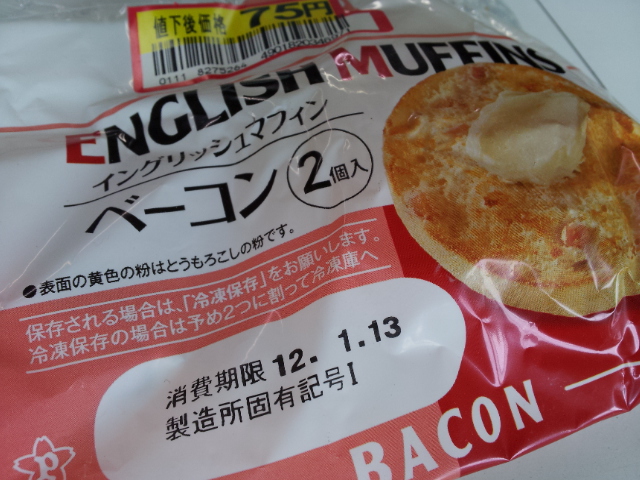 値下後価格 75円
0111 8275265
ENGLISH MUFFINS
イングリッシュマフィン
ベーコン 2個入
●表面の黄色の粉はとうもろこしの粉です。
保存される場合は、「冷凍保存」をお願いします。
冷凍保存の場合は予め2つに割って冷凍庫へ
消費期限 12. 1.13
製造所固有記号I
BACON
P